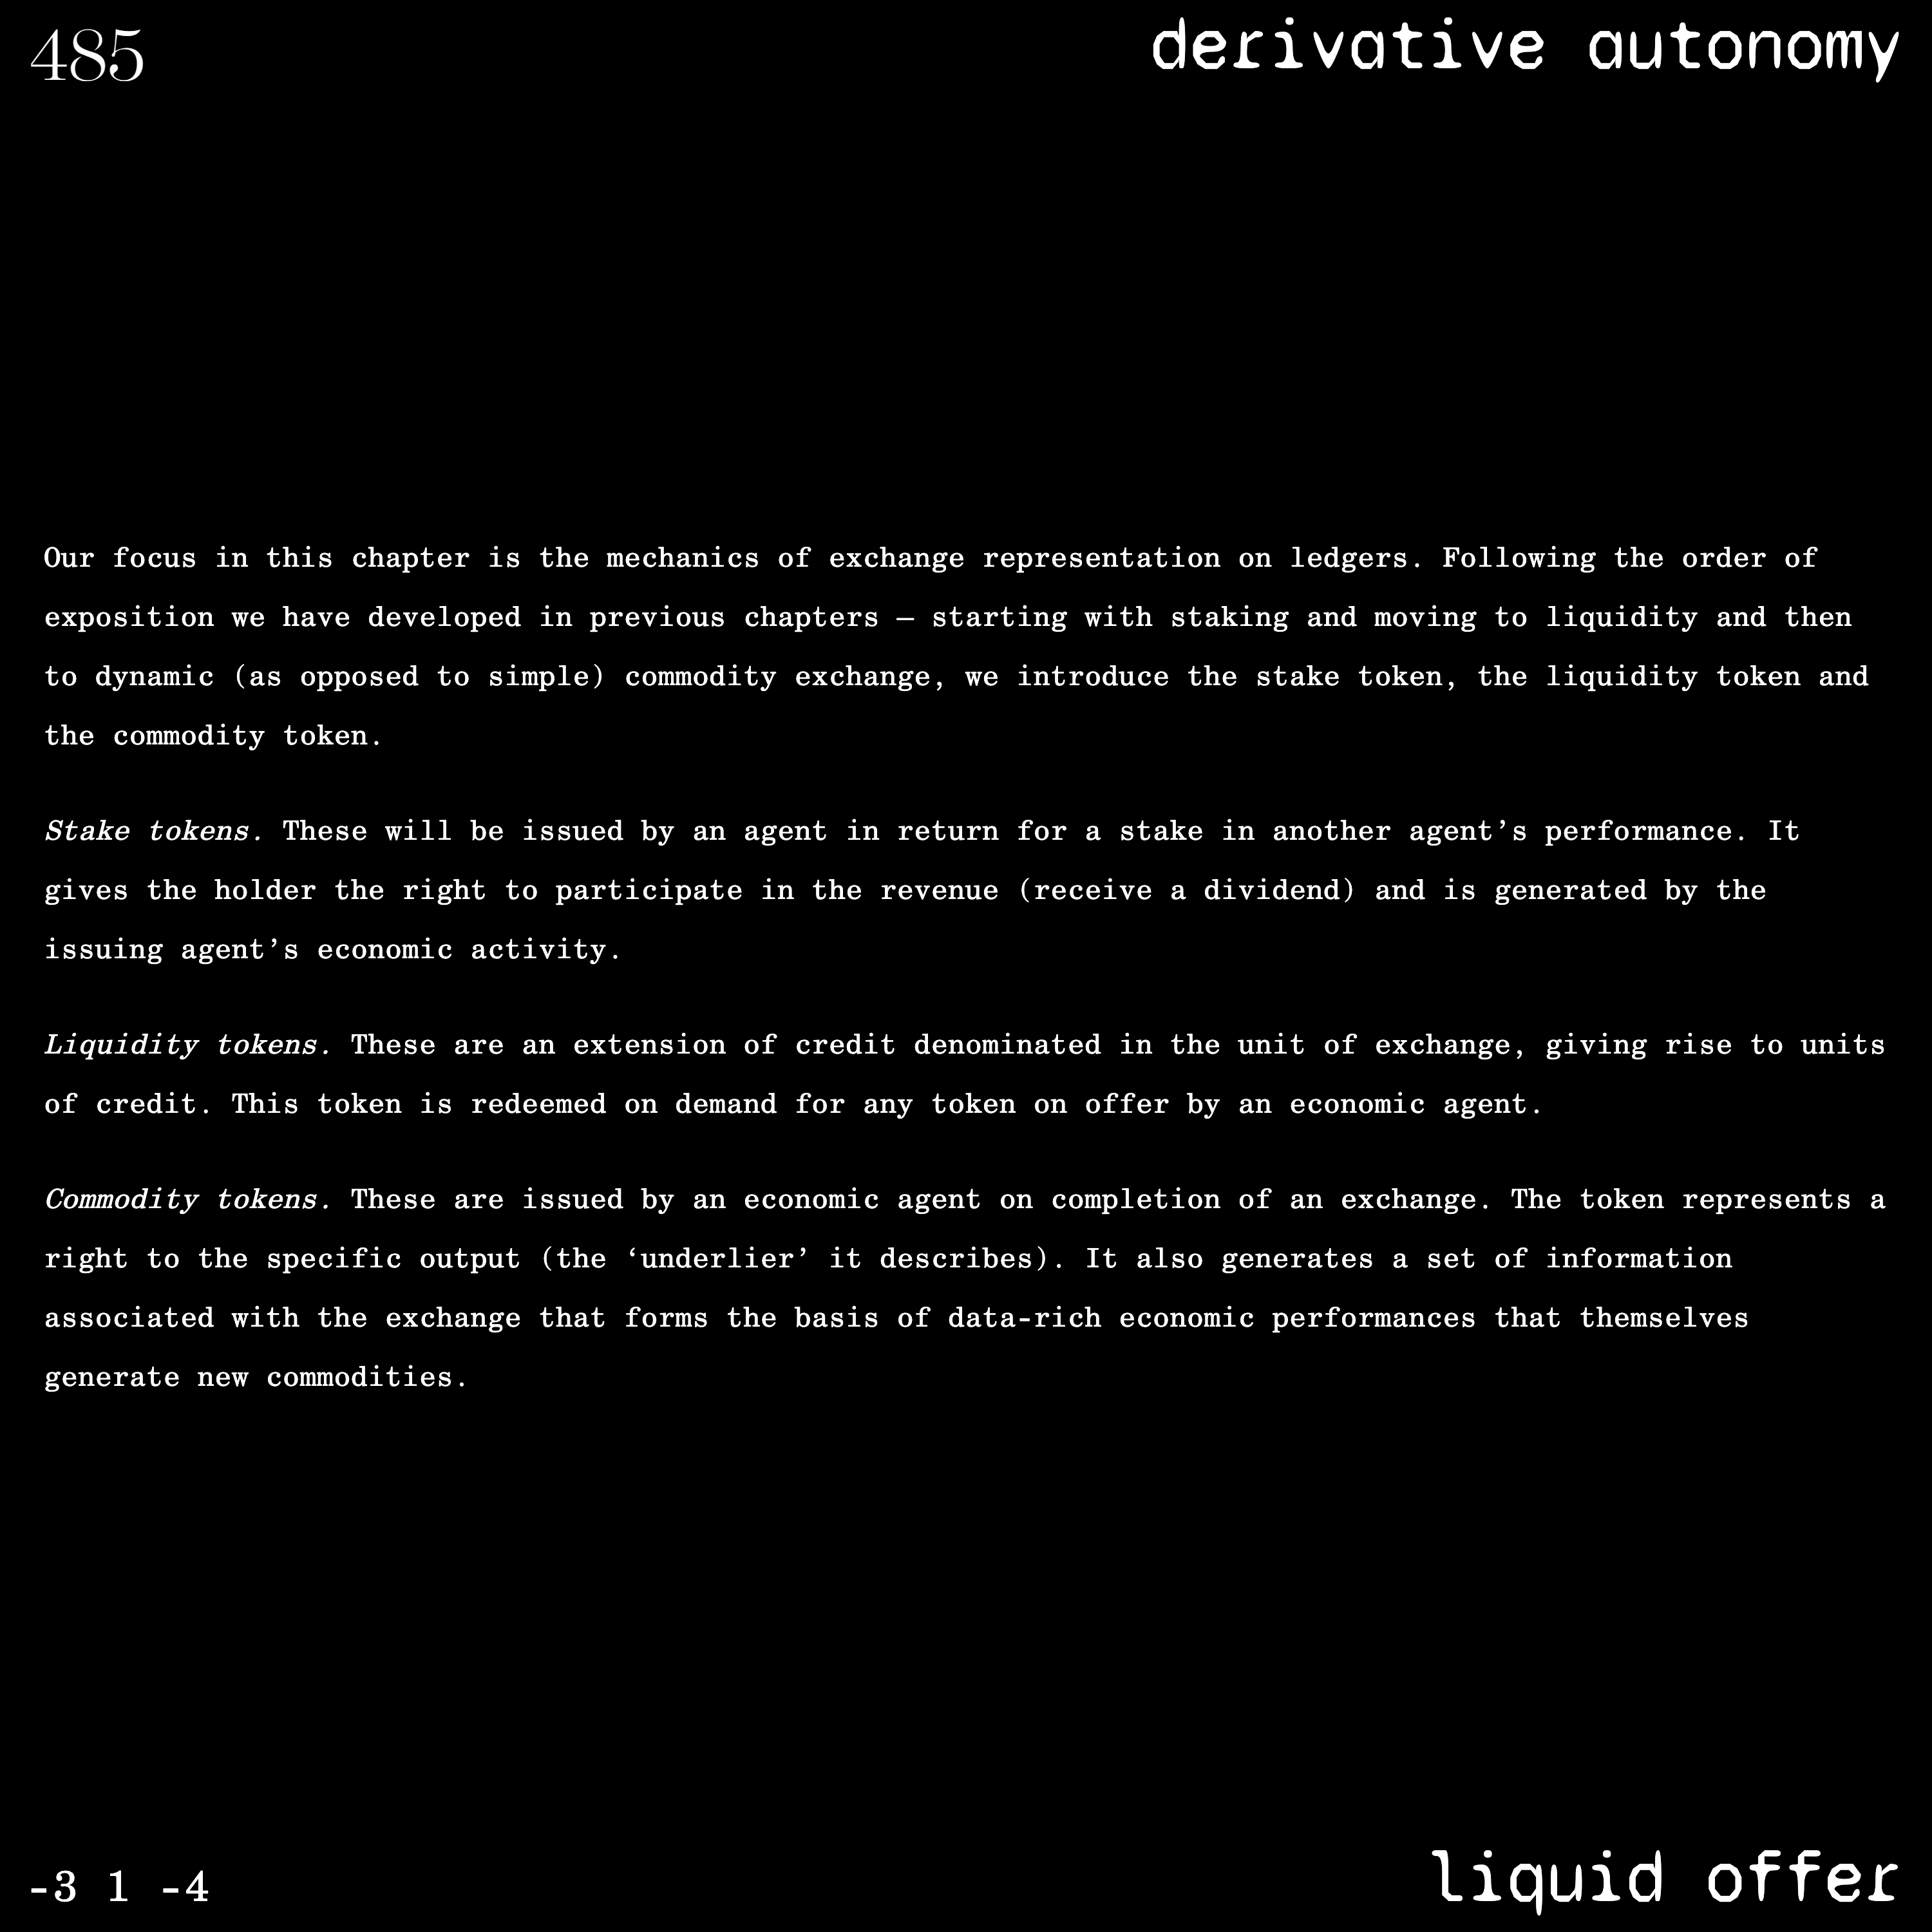 485
derivative autonomy
Our focus in this chapter is the mechanics of exchange representation on ledgers. Following the order of
exposition we have developed in previous chapters – starting with staking and moving to liquidity and then
to dynamic (as opposed to simple) commodity exchange, we introduce the stake token, the liquidity token and
the commodity token.
Stake tokens. These will be issued by an agent in return for a stake in another agent’s performance. It
gives the holder the right to participate in the revenue (receive a dividend) and is generated by the
issuing agent’s economic activity.
Liquidity tokens. These are an extension of credit denominated in the unit of exchange, giving rise to units
of credit. This token is redeemed on demand for any token on offer by an economic agent.
Commodity tokens. These are issued by an economic agent on completion of an exchange. The token represents a
right to the specific output (the ‘underlier’ it describes). It also generates a set of information
associated with the exchange that forms the basis of data-rich economic performances that themselves
generate new commodities.
-3 1 -4
liquid offer